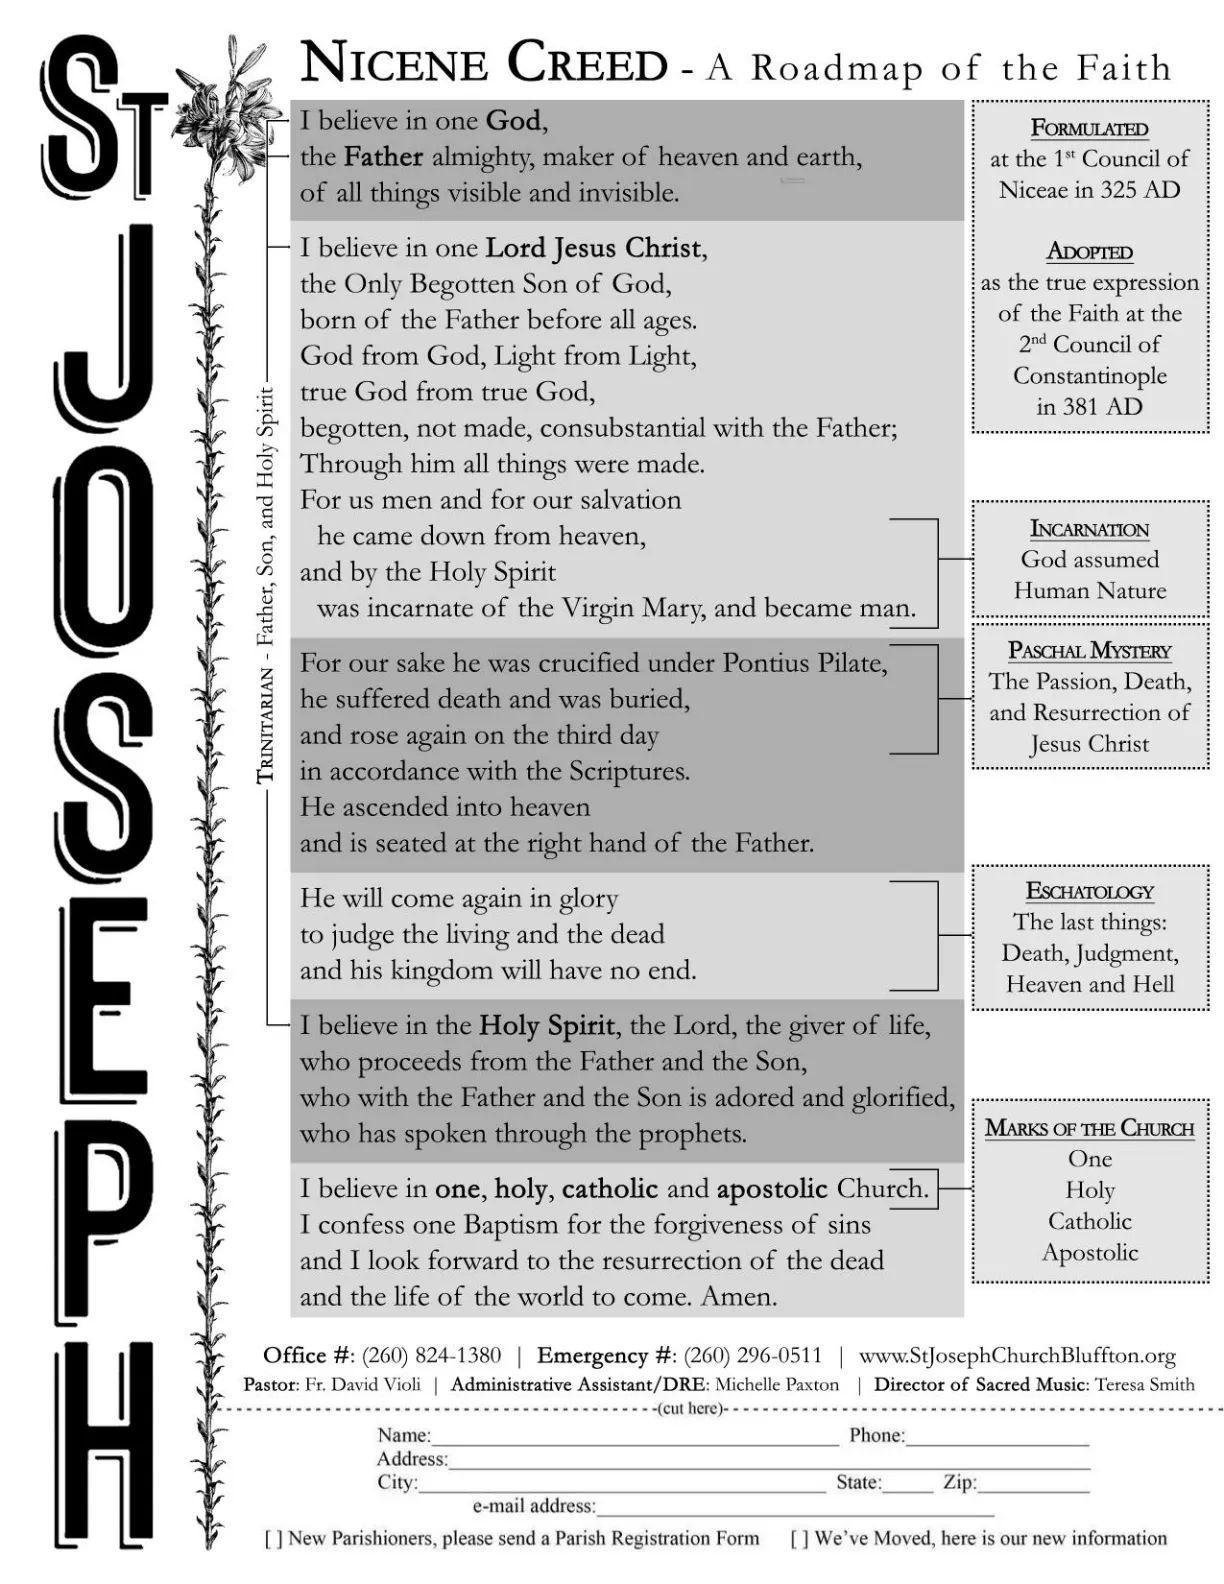 ST JOSEPH
NICENE CREED - A Roadmap of the Faith
TRINITARIAN - Father, Son, and Holy Spirit
I believe in one God,
the Father almighty, maker of heaven and earth,
of all things visible and invisible.
I believe in one Lord Jesus Christ,
the Only Begotten Son of God,
born of the Father before all ages.
God from God, Light from Light,
true God from true God,
begotten, not made, consubstantial with the Father;
Through him all things were made.
For us men and for our salvation
he came down from heaven,
and by the Holy Spirit
was incarnate of the Virgin Mary, and became man.
For our sake he was crucified under Pontius Pilate,
he suffered death and was buried,
and rose again on the third day
in accordance with the Scriptures.
He ascended into heaven
and is seated at the right hand of the Father.
He will come again in glory
to judge the living and the dead
and his kingdom will have no end.
I believe in the Holy Spirit, the Lord, the giver of life,
who proceeds from the Father and the Son,
who with the Father and the Son is adored and glorified,
who has spoken through the prophets.
I believe in one, holy, catholic and apostolic Church.
I confess one Baptism for the forgiveness of sins
and I look forward to the resurrection of the dead
and the life of the world to come. Amen.
FORMULATED
at the 1st Council of
Niceae in 325 AD
ADOPTED
as the true expression
of the Faith at the
2nd Council of
Constantinople
in 381 AD
INCARNATION
God assumed
Human Nature
PASCHAL MYSTERY
The Passion, Death,
and Resurrection of
Jesus Christ
ESCHATOLOGY
The last things:
Death, Judgment,
Heaven and Hell
MARKS OF THE CHURCH
One
Holy
Catholic
Apostolic
Office #: (260) 824-1380 | Emergency #: (260) 296-0511 | www.StJosephChurchBluffton.org
Pastor: Fr. David Violi | Administrative Assistant/DRE: Michelle Paxton | Director of Sacred Music: Teresa Smith
(cut here)
Name: Phone:
Address:
City: State: Zip:
e-mail address:
[ ] New Parishioners, please send a Parish Registration Form [ ] We've Moved, here is our new information